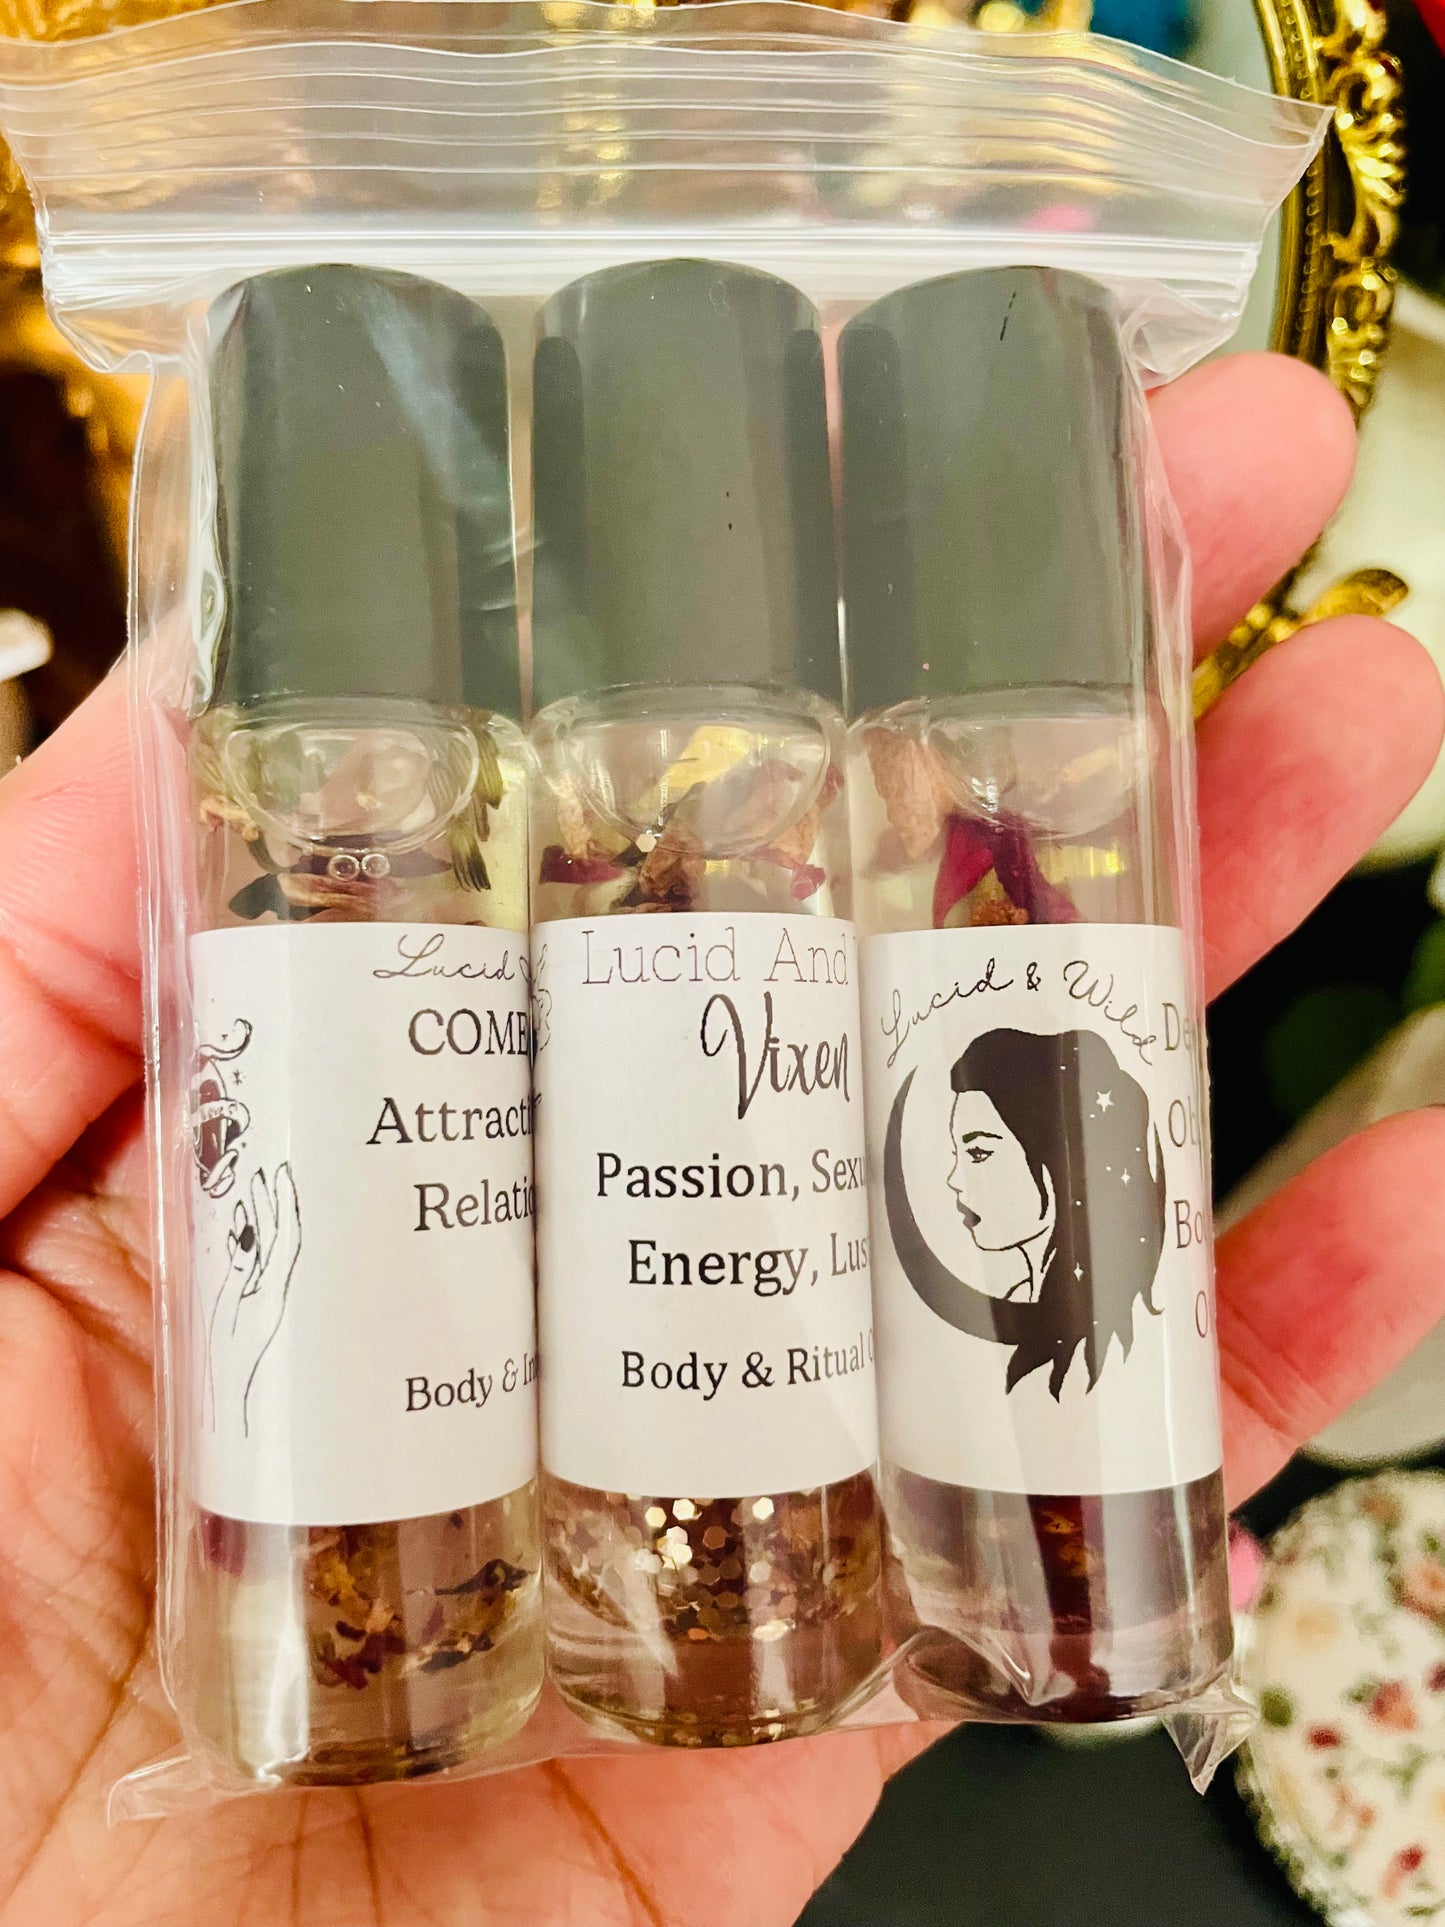 Lucid
COME
Attracti
Relatio
Body & In
Love
Lucid And
Vixen
Passion, Sexu
Energy, Lus
Body & Ritual
Lucid & Wild
De
Ob
Bo
O